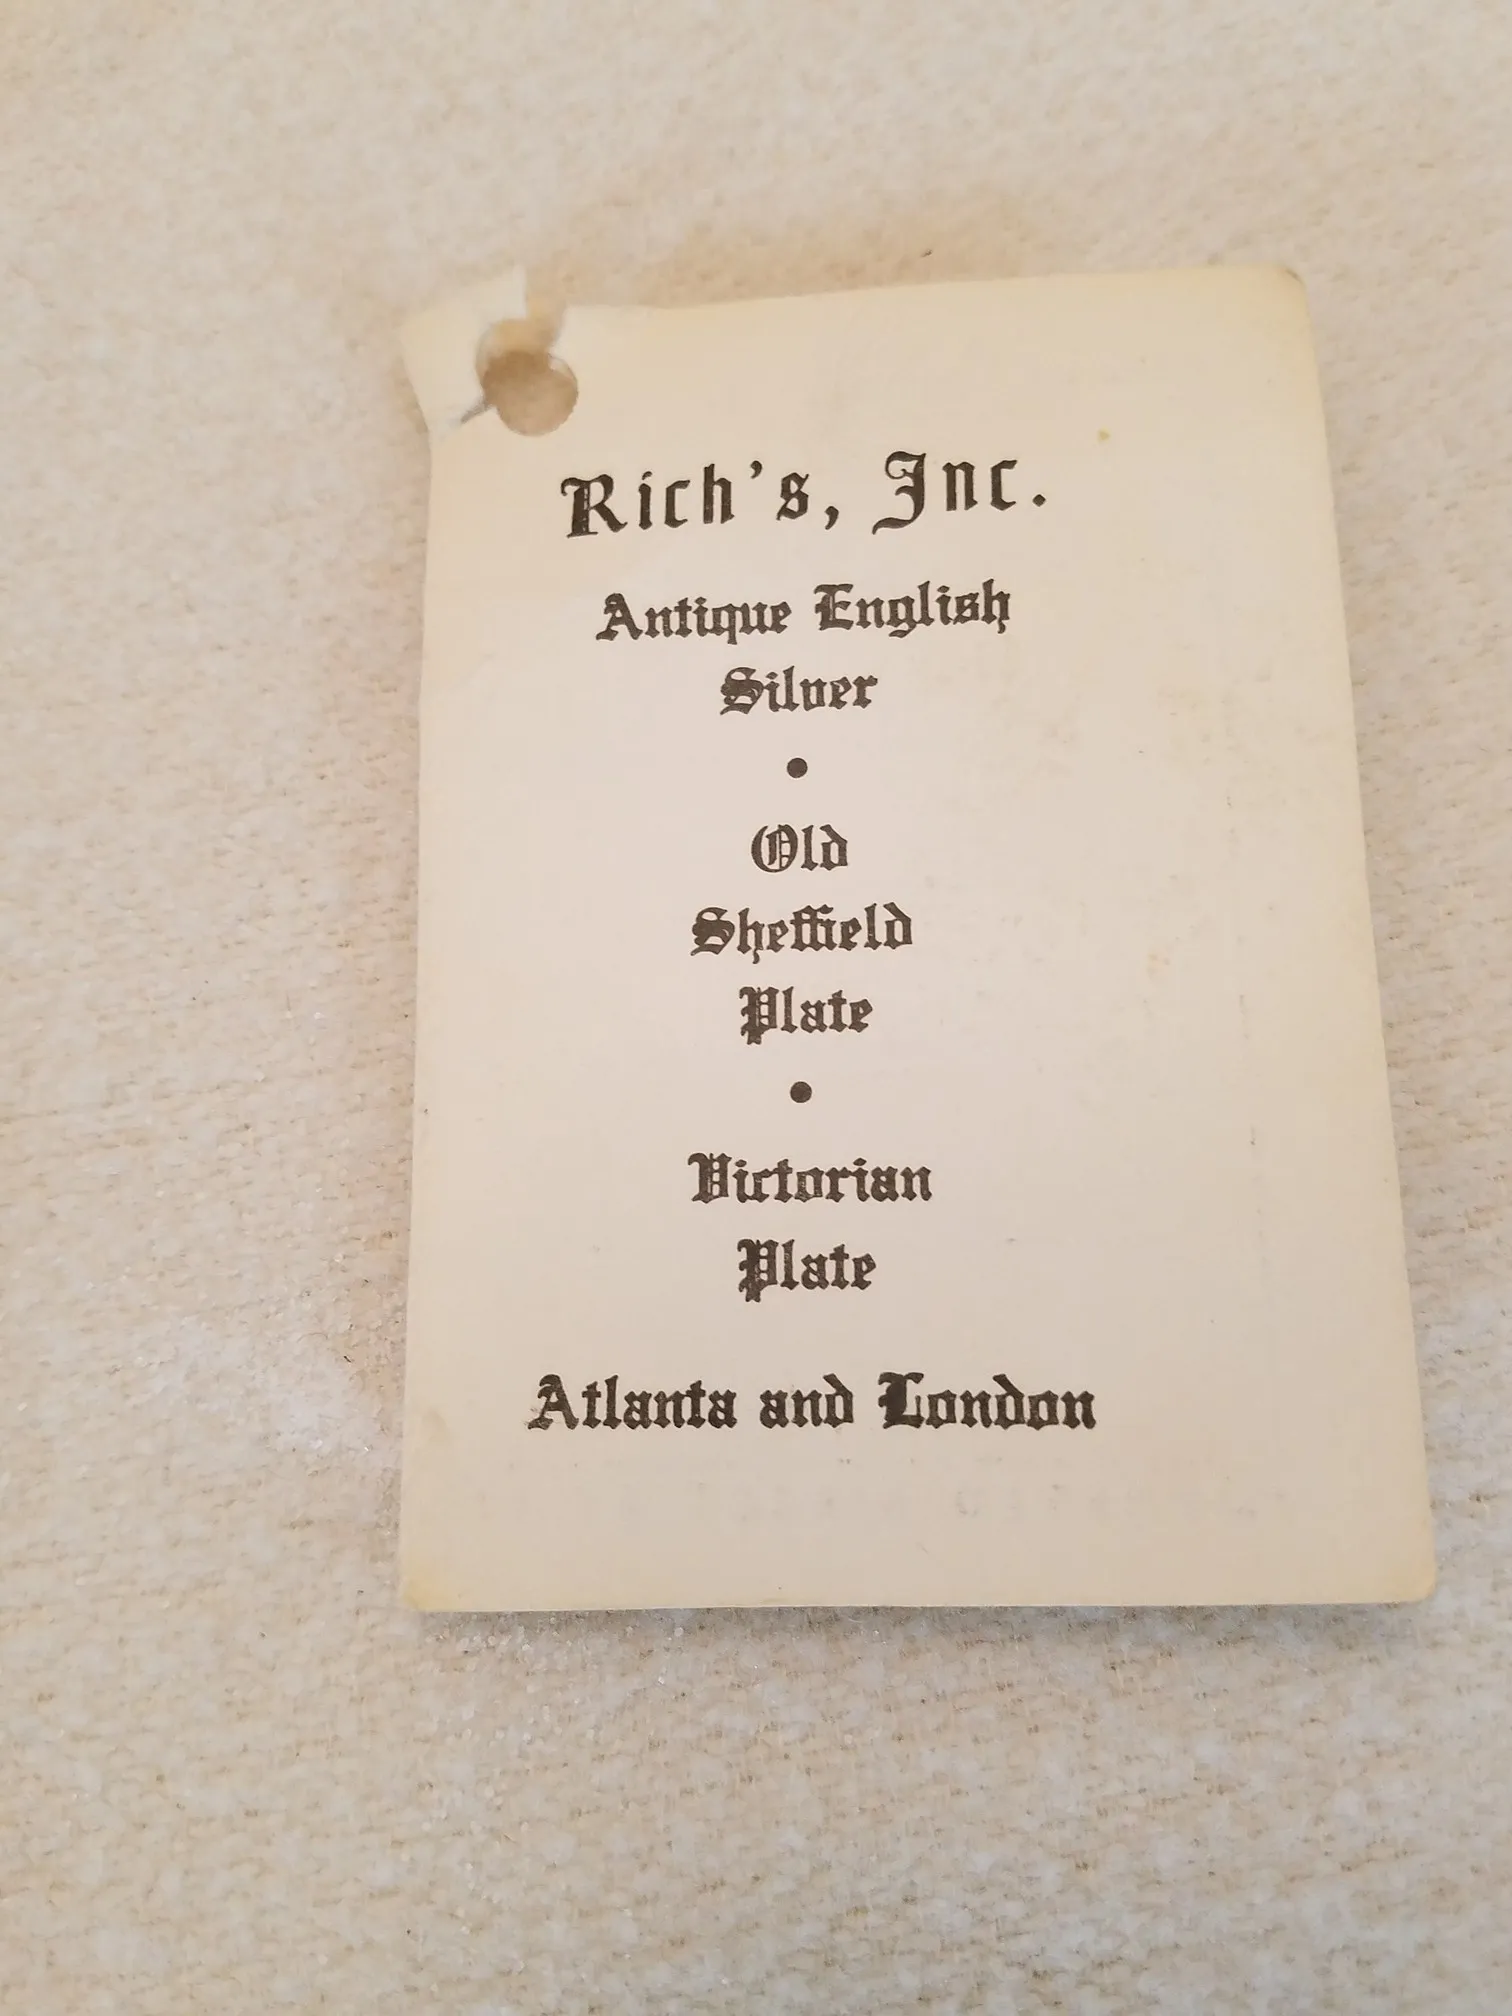 Rich's, Inc.
Antique English
Silver
•
Old
Sheffield
Plate
•
Victorian
Plate
Atlanta and London